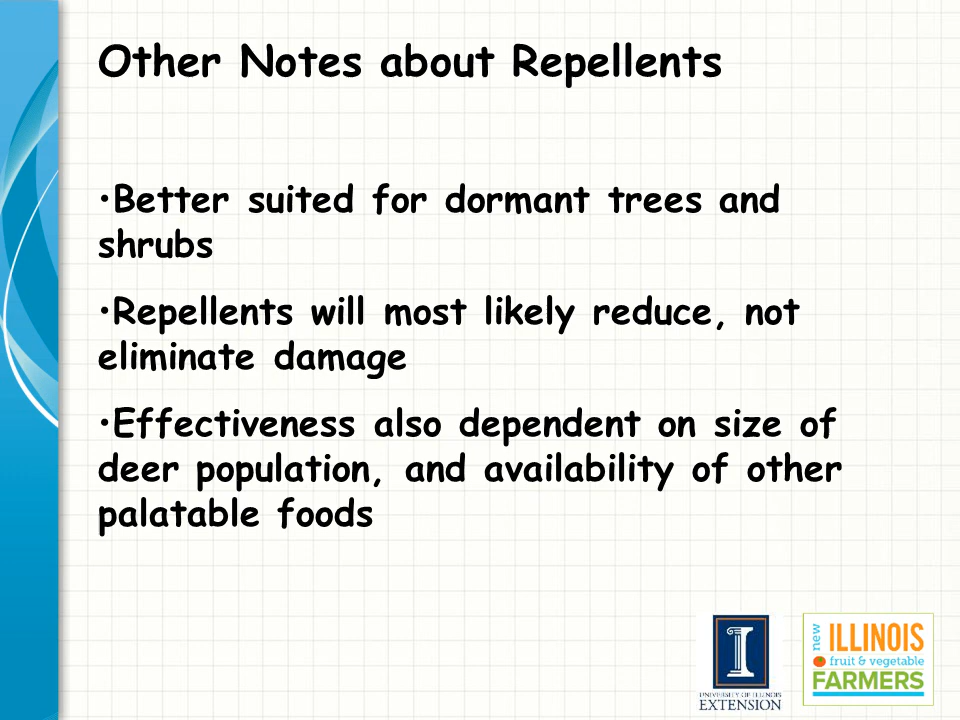 Other Notes about Repellents
•Better suited for dormant trees and
shrubs
•Repellents will most likely reduce, not
eliminate damage
•Effectiveness also dependent on size of
deer population, and availability of other
palatable foods
I
UNIVERSITY OF ILLINOIS
EXTENSION
new
ILLINOIS
fruit & vegetable
FARMERS